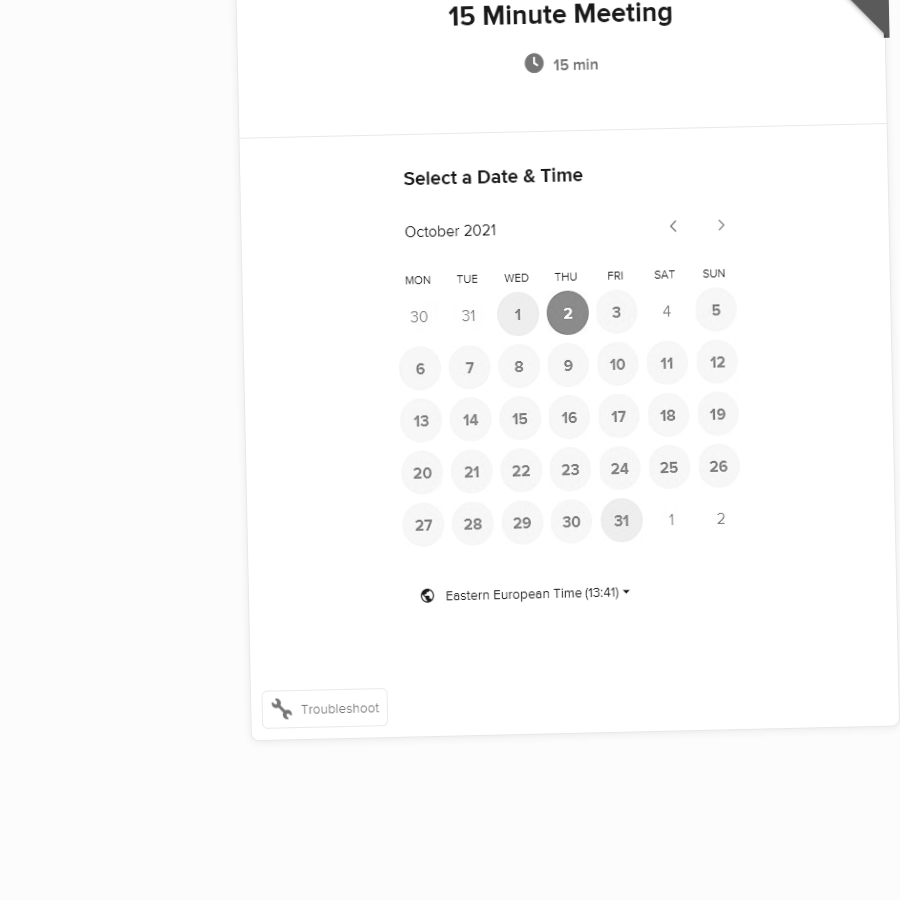 15 Minute Meeting
15 min
Select a Date & Time
October 2021
MON TUE WED THU FRI SAT SUN
30 31 1 2 3 4 5
6 7 8 9 10 11 12
13 14 15 16 17 18 19
20 21 22 23 24 25 26
27 28 29 30 31 1 2
Eastern European Time (13:41)
Troubleshoot